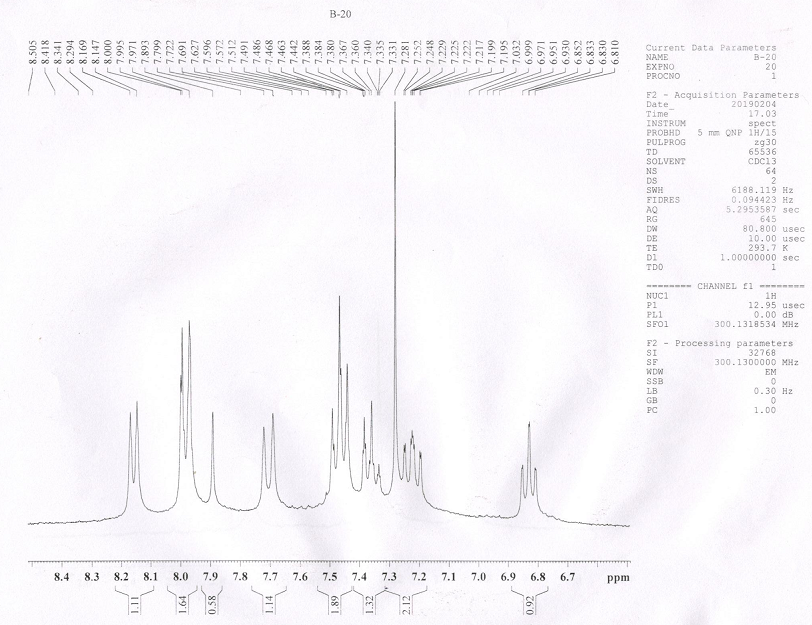 B-20
8.505
8.418
8.341
8.294
8.169
8.147
8.000
7.995
7.971
7.893
7.799
7.722
7.691
7.627
7.596
7.572
7.512
7.491
7.486
7.468
7.463
7.442
7.388
7.384
7.380
7.367
7.360
7.340
7.335
7.331
7.281
7.252
7.248
7.229
7.225
7.222
7.217
7.199
7.195
7.032
6.999
6.971
6.951
6.930
6.852
6.833
6.830
6.810
Current Data Parameters
NAME B-20
EXPNO 20
PROCNO 1
F2 - Acquisition Parameters
Date_ 20190204
Time 17.03
INSTRUM spect
PROBHD 5 mm QNP 1H/15
PULPROG zg30
TD 65536
SOLVENT CDCl3
NS 64
DS 2
SWH 6188.119 Hz
FIDRES 0.094423 Hz
AQ 5.2953587 sec
RG 645
DW 80.800 usec
DE 10.00 usec
TE 293.7 K
D1 1.00000000 sec
TD0 1
======== CHANNEL f1 ========
NUC1 1H
P1 12.95 usec
PL1 0.00 dB
SFO1 300.1318534 MHz
F2 - Processing parameters
SI 32768
SF 300.1300000 MHz
WDW EM
SSB 0
LB 0.30 Hz
GB 0
PC 1.00
8.4 8.3 8.2 8.1 8.0 7.9 7.8 7.7 7.6 7.5 7.4 7.3 7.2 7.1 7.0 6.9 6.8 6.7 ppm
1.11 1.64 0.58 1.14 1.89 1.32 2.12 0.92